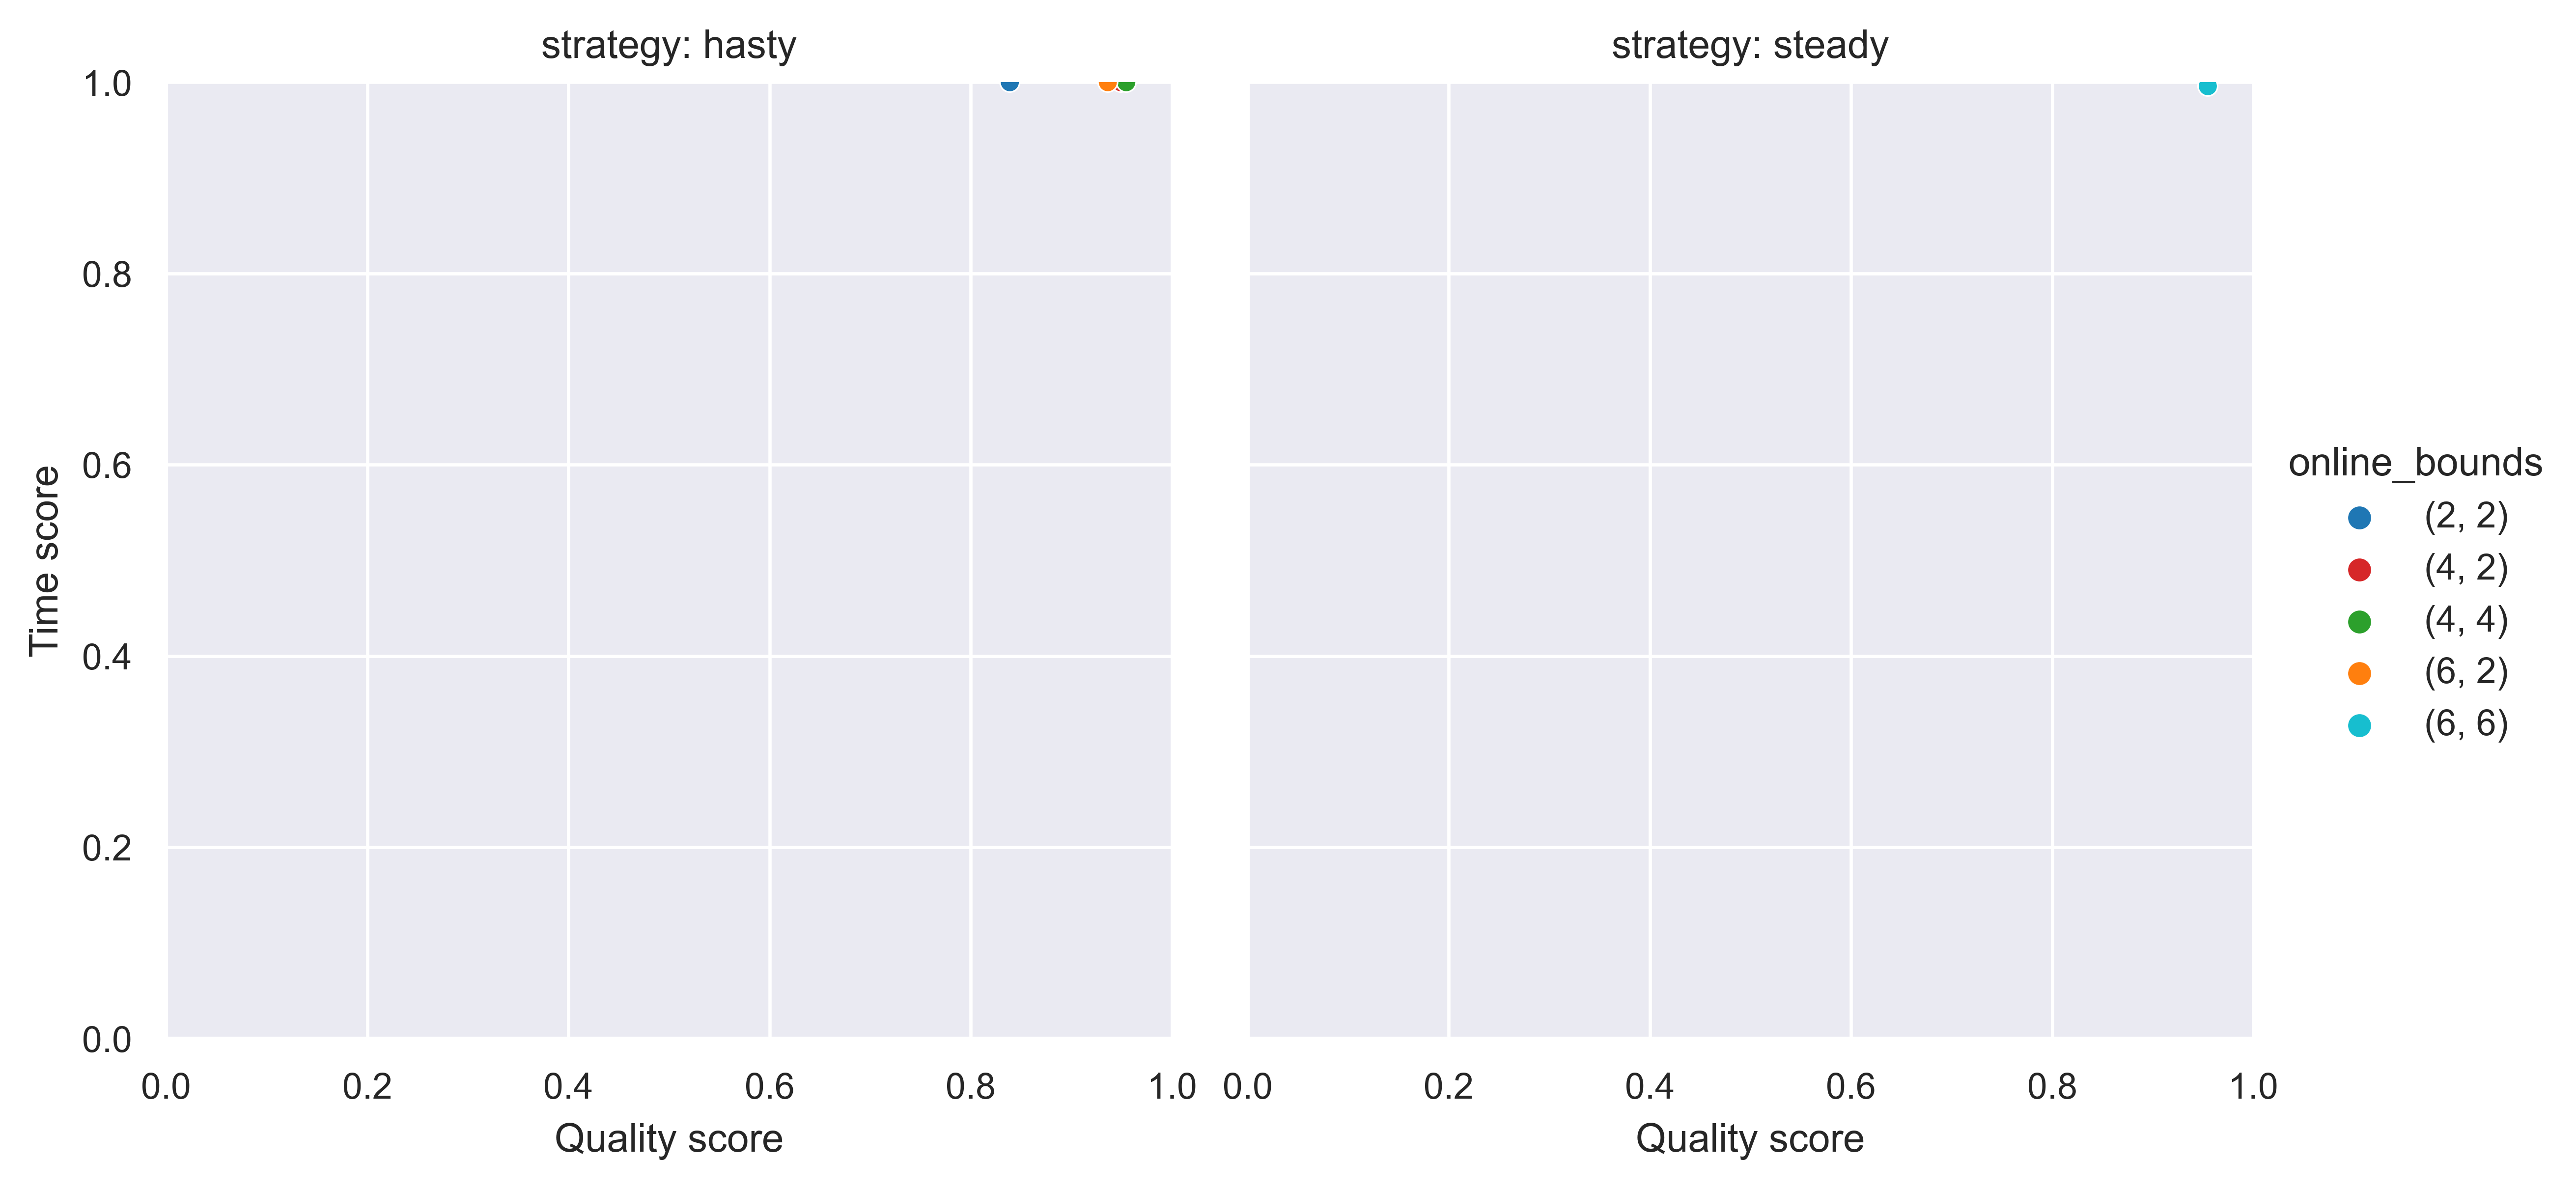 strategy: hasty
strategy: steady
1.0
0.8
0.6
0.4
0.2
0.0
Time score
0.0 0.2 0.4 0.6 0.8 1.0
0.0 0.2 0.4 0.6 0.8 1.0
Quality score
Quality score
online_bounds
(2, 2)
(4, 2)
(4, 4)
(6, 2)
(6, 6)